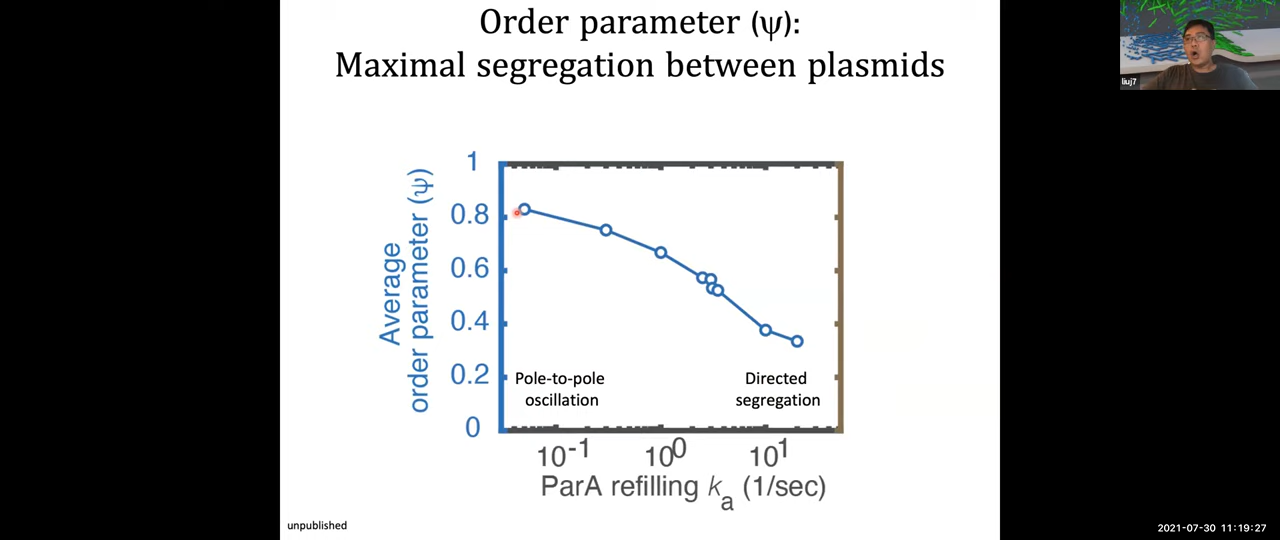 Order parameter (ψ):
Maximal segregation between plasmids
liuj7
1
0.8
0.6
0.4
0.2
0
Average
order parameter (ψ)
Pole-to-pole
oscillation
Directed
segregation
10-1
100
101
ParA refilling ka (1/sec)
unpublished
2021-07-30 11:19:27